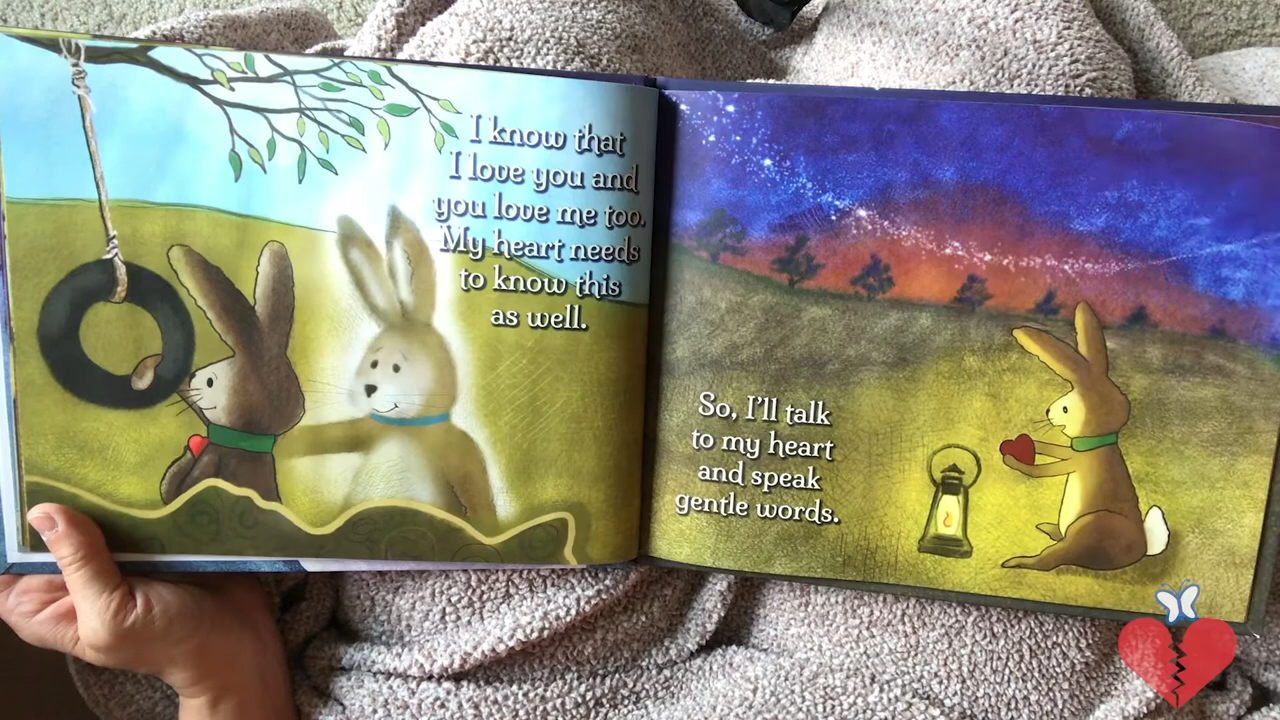 I know that
I love you and
you love me too.
My heart needs
to know this
as well.
So, I'll talk
to my heart
and speak
gentle words.